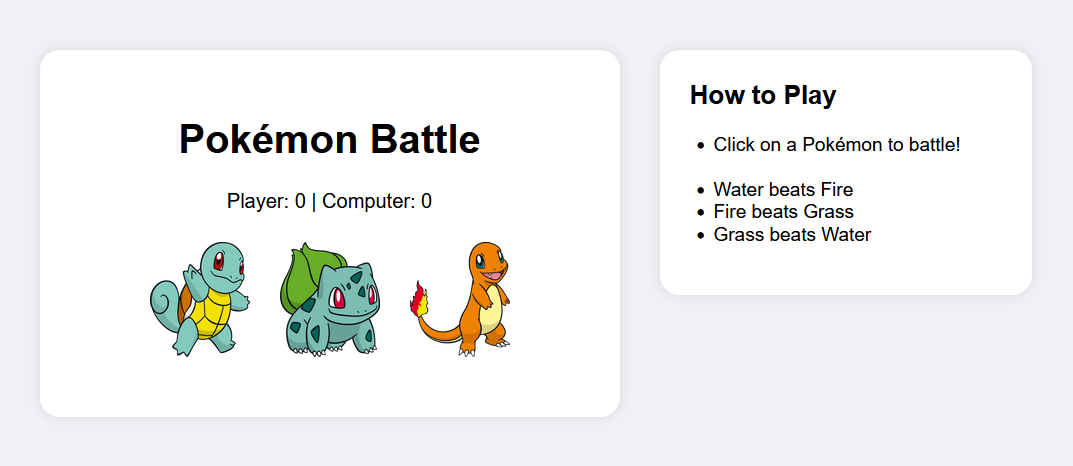 Pokémon Battle
Player: 0 | Computer: 0
How to Play
Click on a Pokémon to battle!
Water beats Fire
Fire beats Grass
Grass beats Water